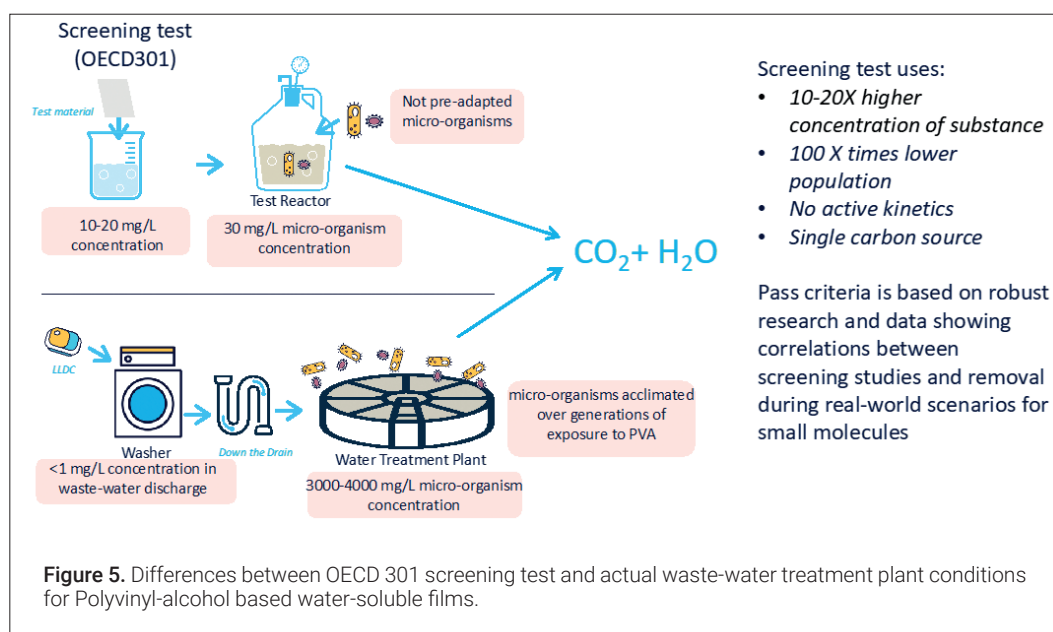 Screening test
(OECD301)
Test material
10-20 mg/L
concentration
Not pre-adapted
micro-organisms
Test Reactor
30 mg/L micro-organism
concentration
CO₂+ H₂O
LLDC
Washer
<1 mg/L concentration in
waste-water discharge
Down the Drain
Water Treatment Plant
3000-4000 mg/L micro-organism
concentration
micro-organisms acclimated
over generations of
exposure to PVA
Screening test uses:
• 10-20X higher
concentration of substance
• 100 X times lower
population
• No active kinetics
• Single carbon source
Pass criteria is based on robust
research and data showing
correlations between
screening studies and removal
during real-world scenarios for
small molecules
Figure 5. Differences between OECD 301 screening test and actual waste-water treatment plant conditions
for Polyvinyl-alcohol based water-soluble films.